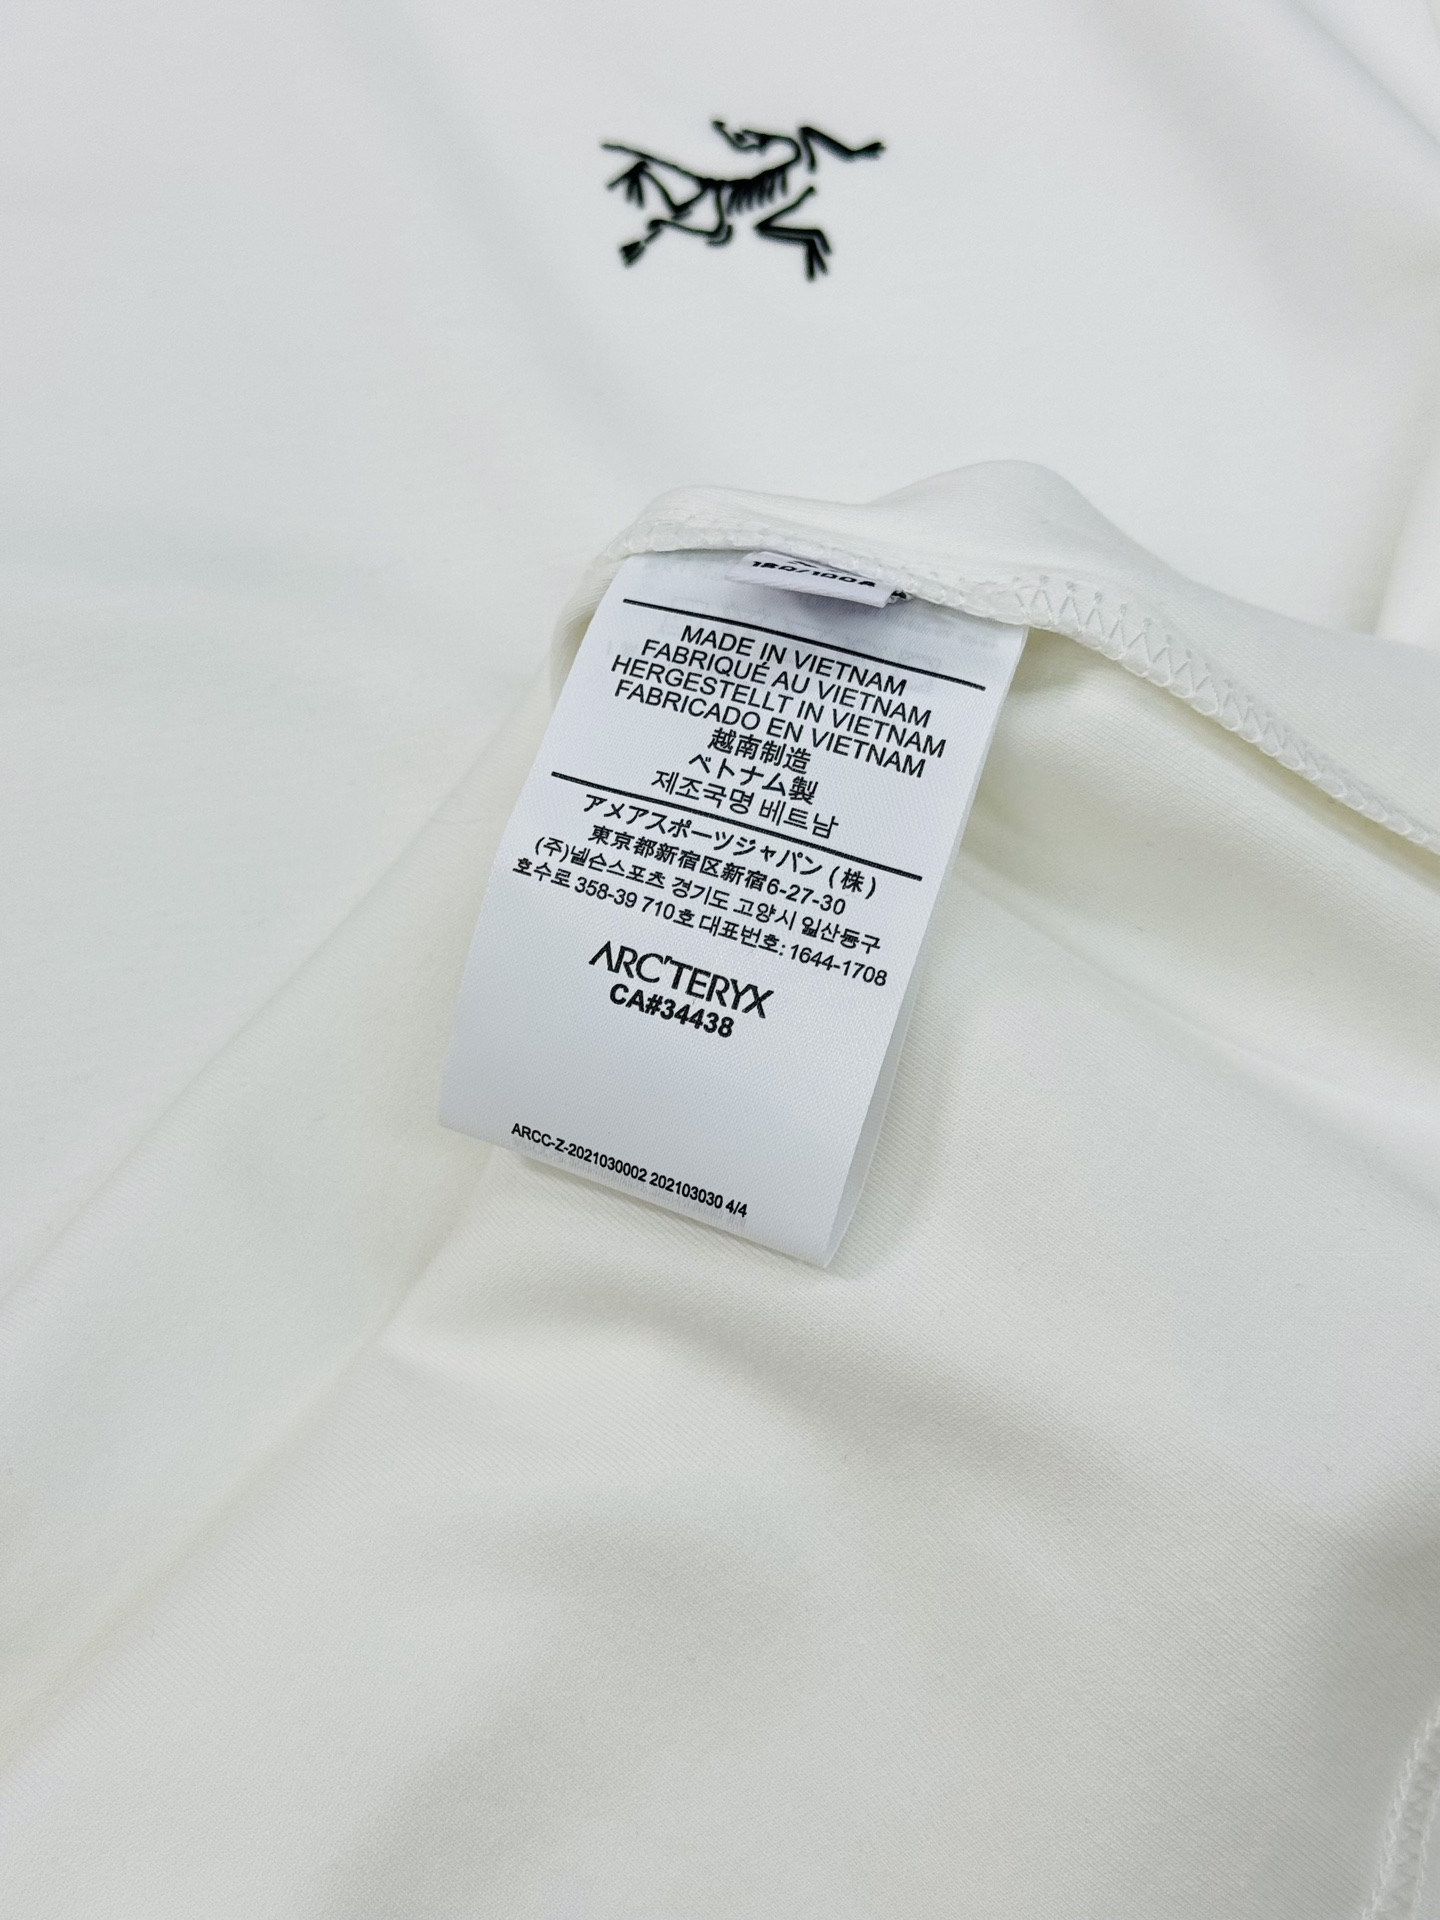 MADE IN VIETNAM
FABRIQUÉ AU VIETNAM
HERGESTELLT IN VIETNAM
FABRICADO EN VIETNAM
越南制造
ベトナム製
제조국명 베트남
アメアスポーツジャパン (株)
東京都新宿区新宿6-27-30
(주)넬슨스포츠 경기도 고양시 일산동구
호수로 358-39 710호 대표번호: 1644-1708
ARC'TERYX
CA#34438
ARCC-Z-2021030002 202103030 4/4